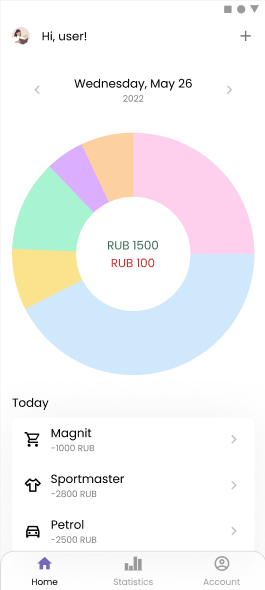 Hi, user!
Wednesday, May 26
2022
RUB 1500
RUB 100
Today
Magnit
-1000 RUB
Sportmaster
-2800 RUB
Petrol
-2500 RUB
Home
Statistics
Account